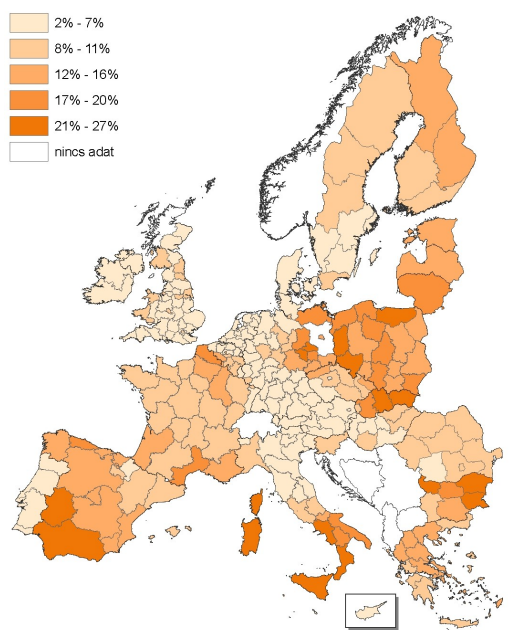 2% - 7%
8% - 11%
12% - 16%
17% - 20%
21% - 27%
nincs adat